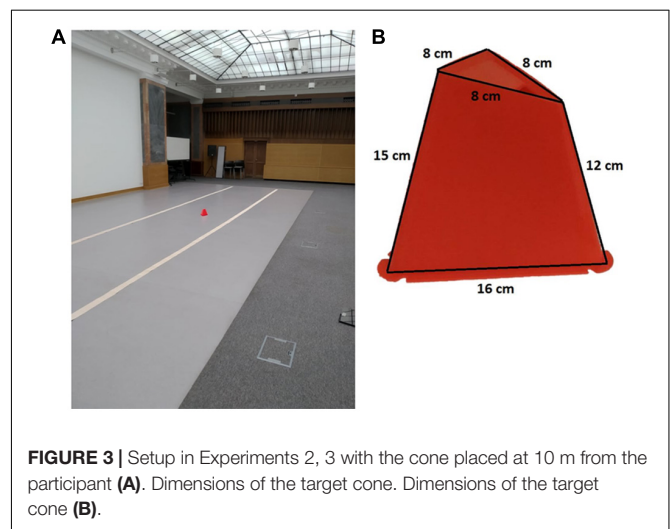 A
B
8 cm
8 cm
8 cm
15 cm
12 cm
16 cm
FIGURE 3 | Setup in Experiments 2, 3 with the cone placed at 10 m from the
participant (A). Dimensions of the target cone. Dimensions of the target
cone (B).